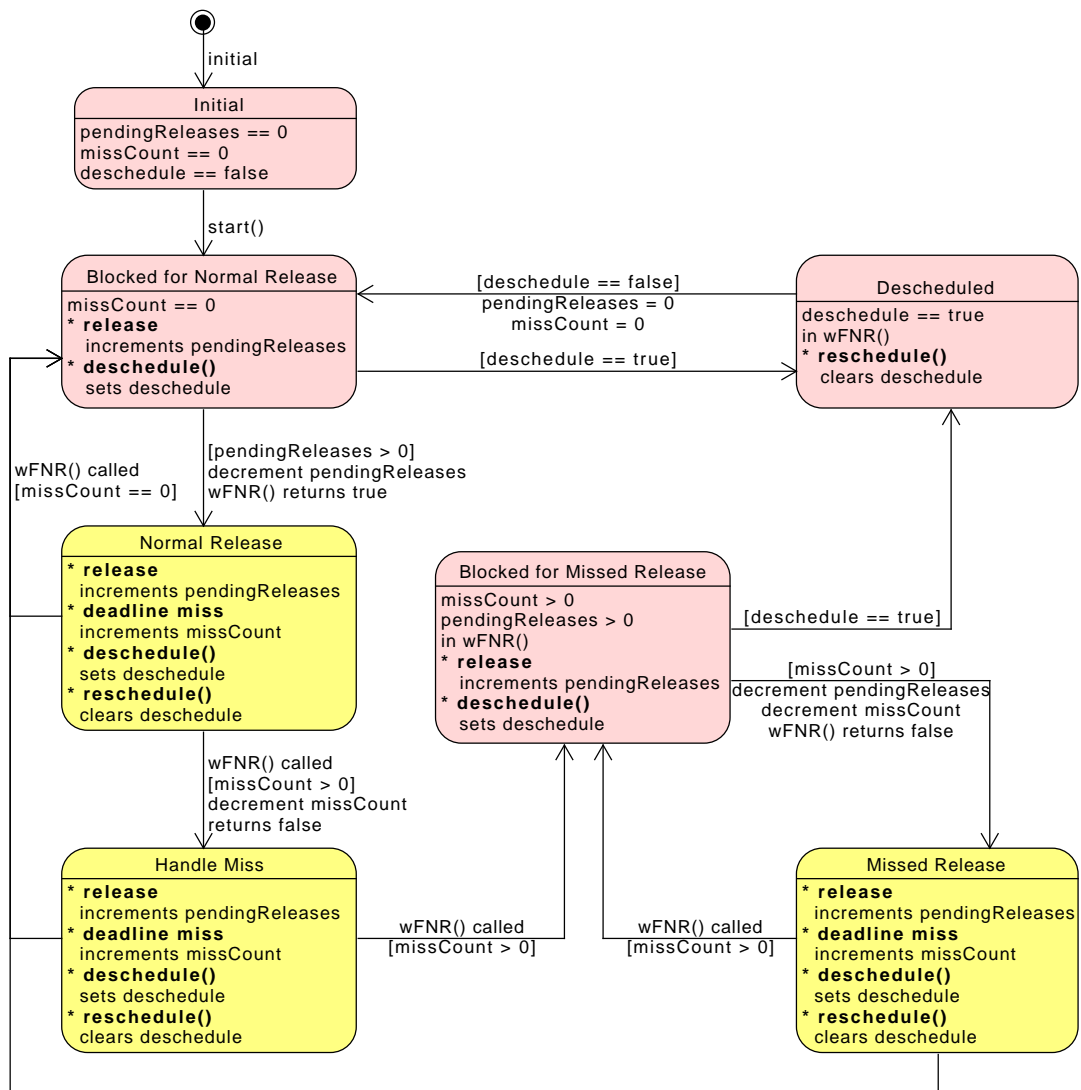 initial
Initial
pendingReleases == 0
missCount == 0
deschedule == false
start()
Blocked for Normal Release
missCount == 0
* release
increments pendingReleases
* deschedule()
sets deschedule
[deschedule == false]
pendingReleases = 0
missCount = 0
[deschedule == true]
Descheduled
deschedule == true
in wFNR()
* reschedule()
clears deschedule
wFNR() called
[missCount == 0]
[pendingReleases > 0]
decrement pendingReleases
wFNR() returns true
Normal Release
* release
increments pendingReleases
* deadline miss
increments missCount
* deschedule()
sets deschedule
* reschedule()
clears deschedule
Blocked for Missed Release
missCount > 0
pendingReleases > 0
in wFNR()
* release
increments pendingReleases
* deschedule()
sets deschedule
[deschedule == true]
[missCount > 0]
decrement pendingReleases
decrement missCount
wFNR() returns false
wFNR() called
[missCount > 0]
decrement missCount
returns false
Handle Miss
* release
increments pendingReleases
* deadline miss
increments missCount
* deschedule()
sets deschedule
* reschedule()
clears deschedule
wFNR() called
[missCount > 0]
wFNR() called
[missCount > 0]
Missed Release
* release
increments pendingReleases
* deadline miss
increments missCount
* deschedule()
sets deschedule
* reschedule()
clears deschedule